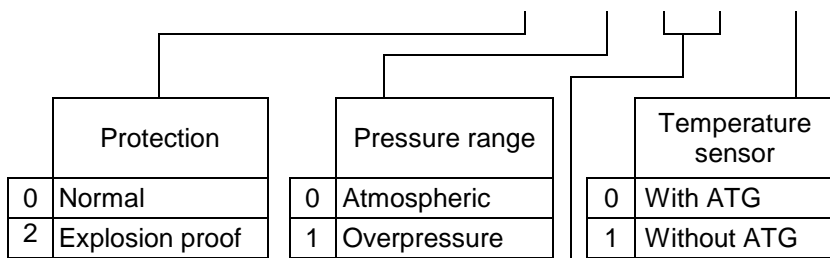 Protection
0 Normal
2 Explosion proof
Pressure range
0 Atmospheric
1 Overpressure
Temperature
sensor
0 With ATG
1 Without ATG